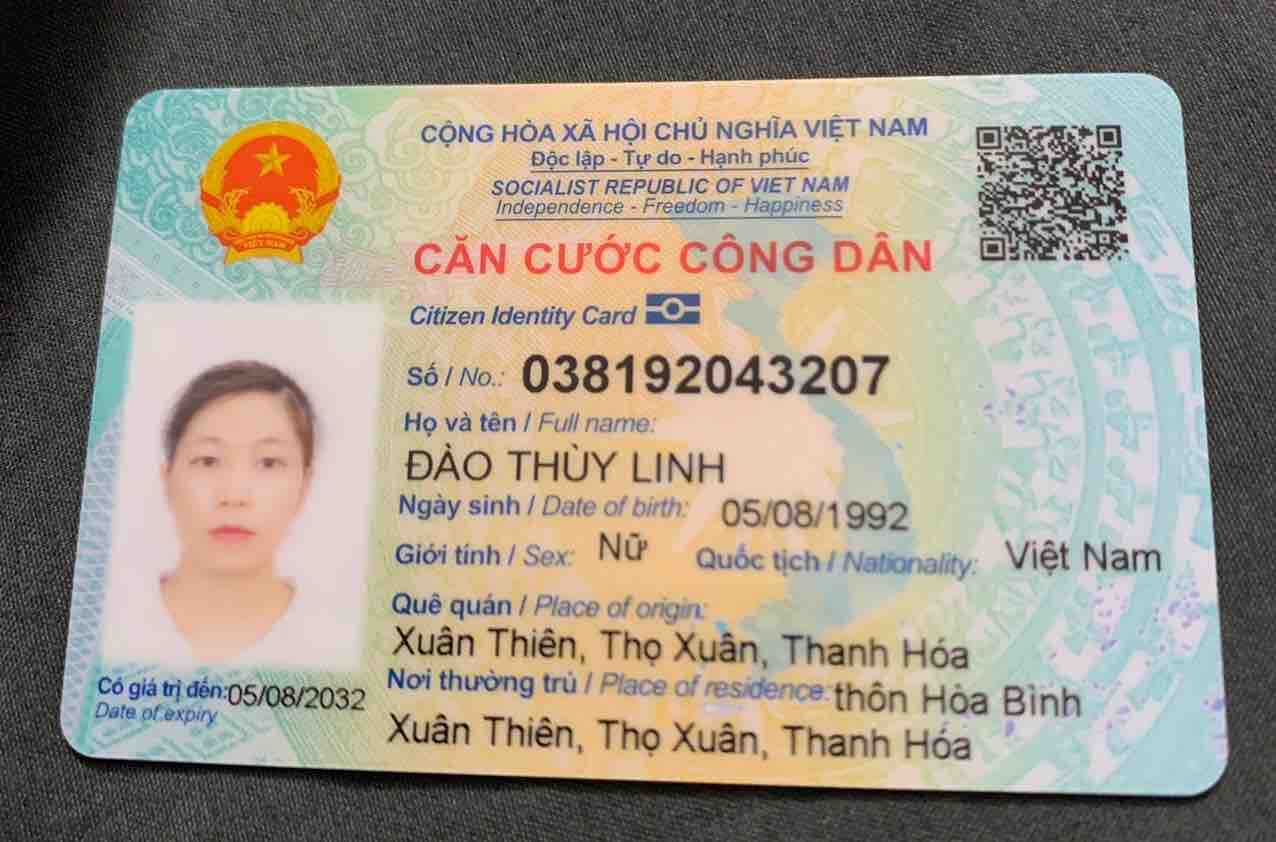 CỘNG HÒA XÃ HỘI CHỦ NGHĨA VIỆT NAM
Độc lập - Tự do - Hạnh phúc
SOCIALIST REPUBLIC OF VIET NAM
Independence - Freedom - Happiness
VIỆT NAM
CĂN CƯỚC CÔNG DÂN
Citizen Identity Card
Số / No.: 038192043207
Họ và tên / Full name:
ĐÀO THÙY LINH
Ngày sinh / Date of birth: 05/08/1992
Giới tính / Sex: Nữ Quốc tịch / Nationality: Việt Nam
Quê quán / Place of origin:
Xuân Thiên, Thọ Xuân, Thanh Hóa
Nơi thường trú / Place of residence: thôn Hòa Bình
Xuân Thiên, Thọ Xuân, Thanh Hóa
Có giá trị đến: 05/08/2032
Date of expiry